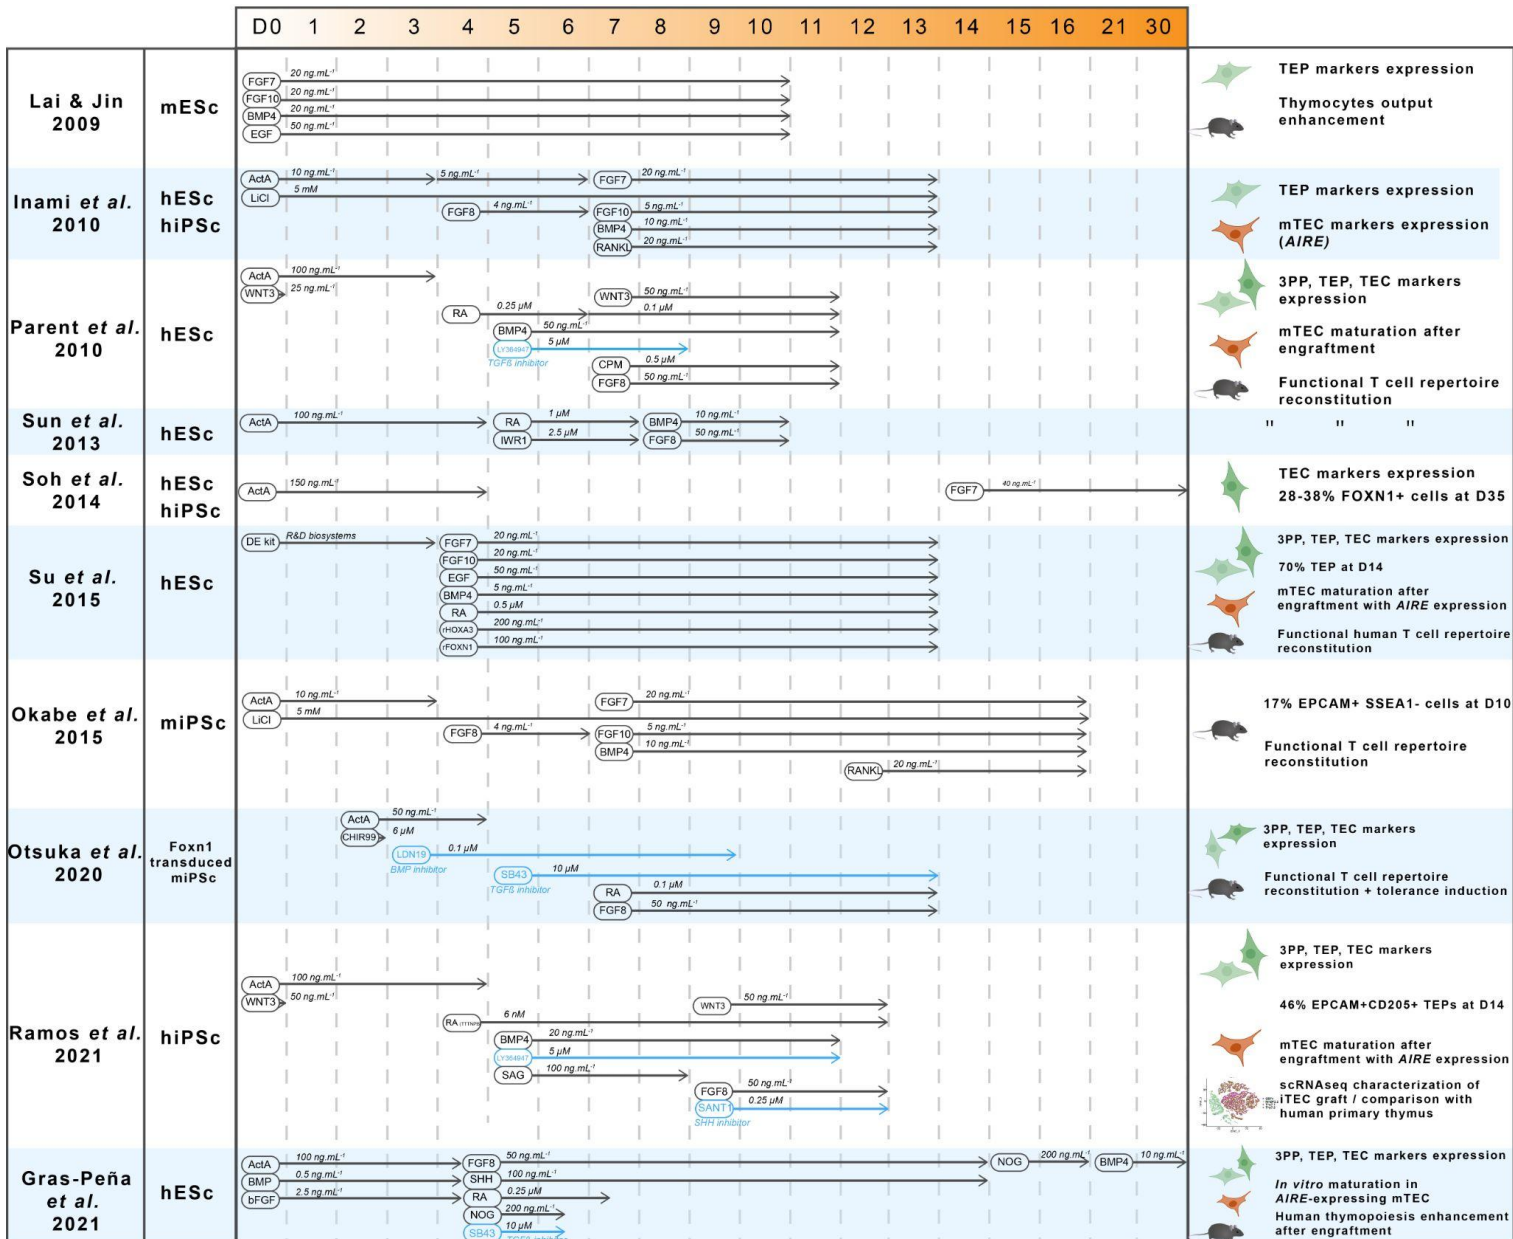 D0 1 2 3 4 5 6 7 8 9 10 11 12 13 14 15 16 21 30
Lai & Jin
2009
mESc
FGF7 20 ng.mL-1
FGF10 20 ng.mL-1
BMP4 20 ng.mL-1
EGF 50 ng.mL-1
TEP markers expression
Thymocytes output
enhancement
Inami et al.
2010
hESc
hiPSc
ActA 10 ng.mL-1 5 ng.mL-1 FGF7 20 ng.mL-1
LiCl 5 mM
FGF8 4 ng.mL-1 FGF10 5 ng.mL-1
BMP4 10 ng.mL-1
RANKL 20 ng.mL-1
TEP markers expression
mTEC markers expression
(AIRE)
Parent et al.
2010
hESc
ActA 100 ng.mL-1
WNT3 25 ng.mL-1 WNT3 50 ng.mL-1
RA 0.25 µM 0.1 µM
BMP4 50 ng.mL-1
LY364947 5 µM
TGFß inhibitor
CPM 0.5 µM
FGF8 50 ng.mL-1
3PP, TEP, TEC markers
expression
mTEC maturation after
engraftment
Functional T cell repertoire
reconstitution
Sun et al.
2013
hESc
ActA 100 ng.mL-1 RA 1 µM BMP4 10 ng.mL-1
IWR1 2.5 µM FGF8 50 ng.mL-1
" " "
Soh et al.
2014
hESc
hiPSc
ActA 150 ng.mL-1 FGF7 40 ng.mL-1
TEC markers expression
28-38% FOXN1+ cells at D35
Su et al.
2015
hESc
DE kit R&D biosystems FGF7 20 ng.mL-1
FGF10 20 ng.mL-1
EGF 50 ng.mL-1
BMP4 5 ng.mL-1
RA 0.5 µM
rHOXA3 200 ng.mL-1
rFOXN1 100 ng.mL-1
3PP, TEP, TEC markers expression
70% TEP at D14
mTEC maturation after
engraftment with AIRE expression
Functional human T cell repertoire
reconstitution
Okabe et al.
2015
miPSc
ActA 10 ng.mL-1 FGF7 20 ng.mL-1
LiCl 5 mM
FGF8 4 ng.mL-1 FGF10 5 ng.mL-1
BMP4 10 ng.mL-1
RANKL 20 ng.mL-1
17% EPCAM+ SSEA1- cells at D10
Functional T cell repertoire
reconstitution
Otsuka et al.
2020
Foxn1
transduced
miPSc
ActA 50 ng.mL-1
CHIR99 6 µM
LDN19 0.1 µM
BMP inhibitor
SB43 10 µM
TGFß inhibitor
RA 0.1 µM
FGF8 50 ng.mL-1
3PP, TEP, TEC markers
expression
Functional T cell repertoire
reconstitution + tolerance induction
Ramos et al.
2021
hiPSc
ActA 100 ng.mL-1
WNT3 50 ng.mL-1 WNT3 50 ng.mL-1
RA (TTNPB) 6 nM
BMP4 20 ng.mL-1
LY364947 5 µM
SAG 100 ng.mL-1
FGF8 50 ng.mL-1
SANT1 0.25 µM
SHH inhibitor
3PP, TEP, TEC markers
expression
46% EPCAM+CD205+ TEPs at D14
mTEC maturation after
engraftment with AIRE expression
scRNAseq characterization of
iTEC graft / comparison with
human primary thymus
Gras-Peña
et al.
2021
hESc
ActA 100 ng.mL-1 FGF8 50 ng.mL-1 NOG 200 ng.mL-1 BMP4 10 ng.mL-1
BMP 0.5 ng.mL-1 SHH 100 ng.mL-1
bFGF 2.5 ng.mL-1 RA 0.25 µM
NOG 200 ng.mL-1
SB43 10 µM
3PP, TEP, TEC markers expression
In vitro maturation in
AIRE-expressing mTEC
Human thymopoiesis enhancement
after engraftment